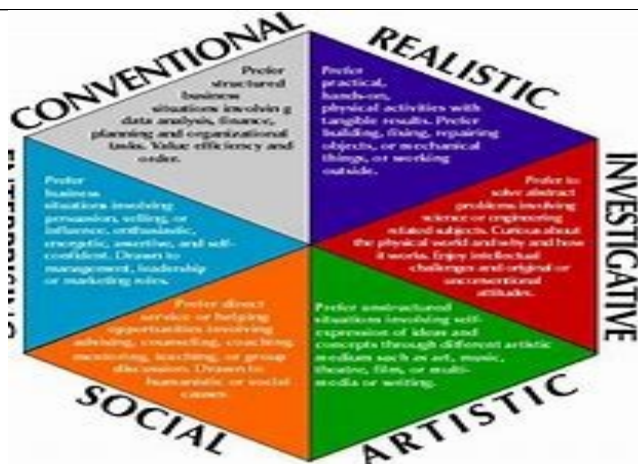 CONVENTIONAL
Prefer
structured
business
situations involving
data analysis, finance,
planning and organizational
tasks. Value efficiency and
order.
REALISTIC
Prefer
practical,
hands-on,
physical activities with
tangible results. Prefer
building, fixing, repairing
objects, or mechanical
things, or working
outside.
INVESTIGATIVE
Prefer to
solve abstract
problems involving
science or engineering
related subjects. Curious about
the physical world and why and how
it works. Enjoy intellectual
challenges and original or
unconventional
attitudes.
ARTISTIC
Prefer unstructured
situations involving self-
expression of ideas and
concepts through different artistic
medium such as art, music,
theatre, film, or multi-
media or writing.
SOCIAL
Prefer direct
service or helping
opportunities involving
advising, counseling, coaching,
mentoring, teaching, or group
discussion. Drawn to
humanistic or social
causes.
Prefer
business
situations involving
persuasion, selling, or
influence, enthusiastic,
energetic, assertive, and self-
confident. Drawn to
management, leadership
or marketing roles.